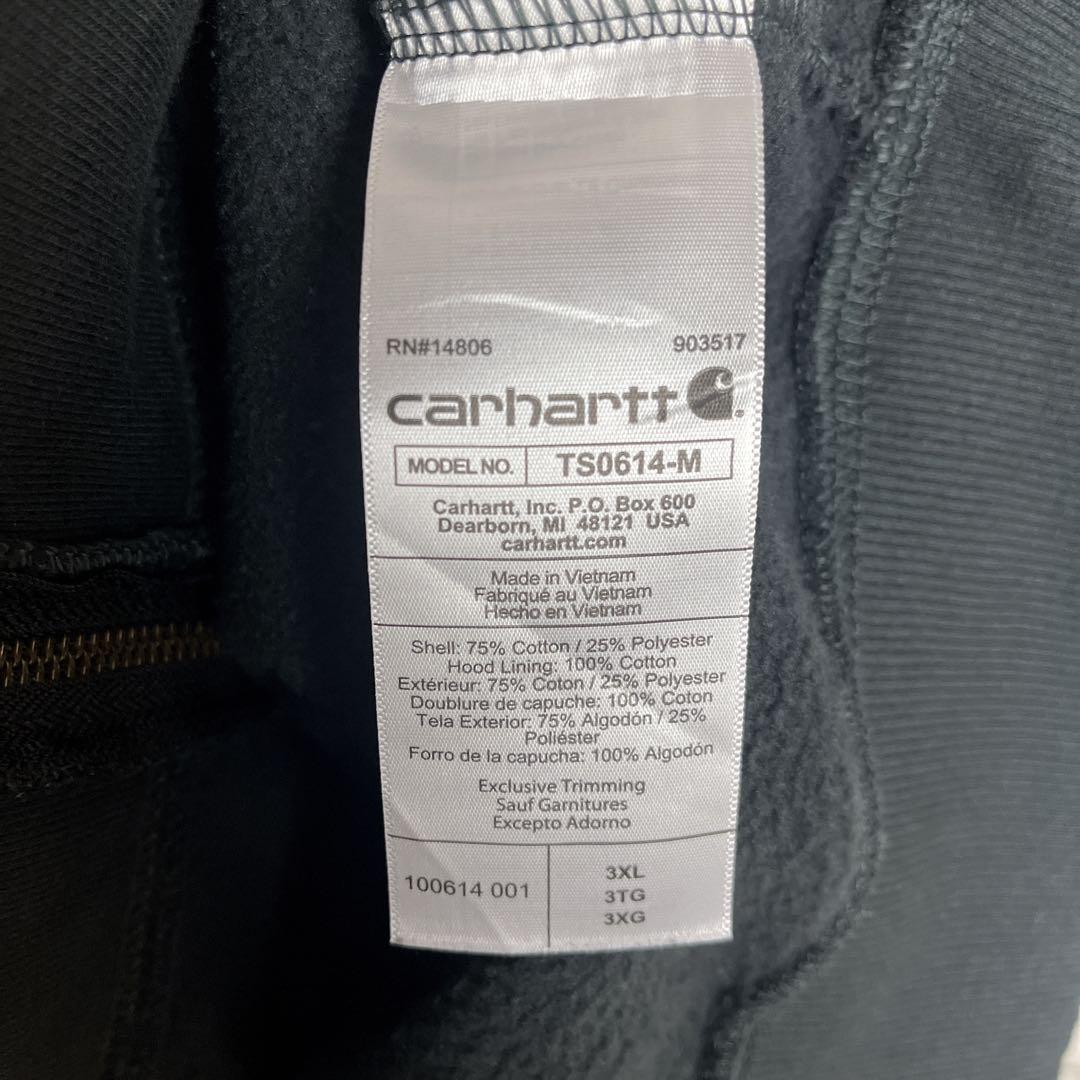 RN#14806 903517
carhartt
MODEL NO. TS0614-M
Carhartt, Inc. P.O. Box 600
Dearborn, MI 48121 USA
carhartt.com
Made in Vietnam
Fabriqué au Vietnam
Hecho en Vietnam
Shell: 75% Cotton / 25% Polyester
Hood Lining: 100% Cotton
Extérieur: 75% Coton / 25% Polyester
Doublure de capuche: 100% Coton
Tela Exterior: 75% Algodón / 25%
Poliéster
Forro de la capucha: 100% Algodón
Exclusive Trimming
Sauf Garnitures
Excepto Adorno
100614 001
3XL
3TG
3XG